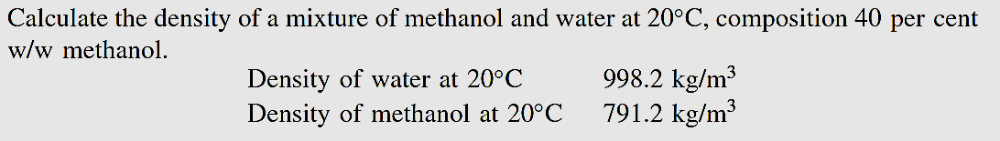 Calculate the density of a mixture of methanol and water at 20°C, composition 40 per cent
w/w methanol.
Density of water at 20°C 998.2 kg/m³
Density of methanol at 20°C 791.2 kg/m³